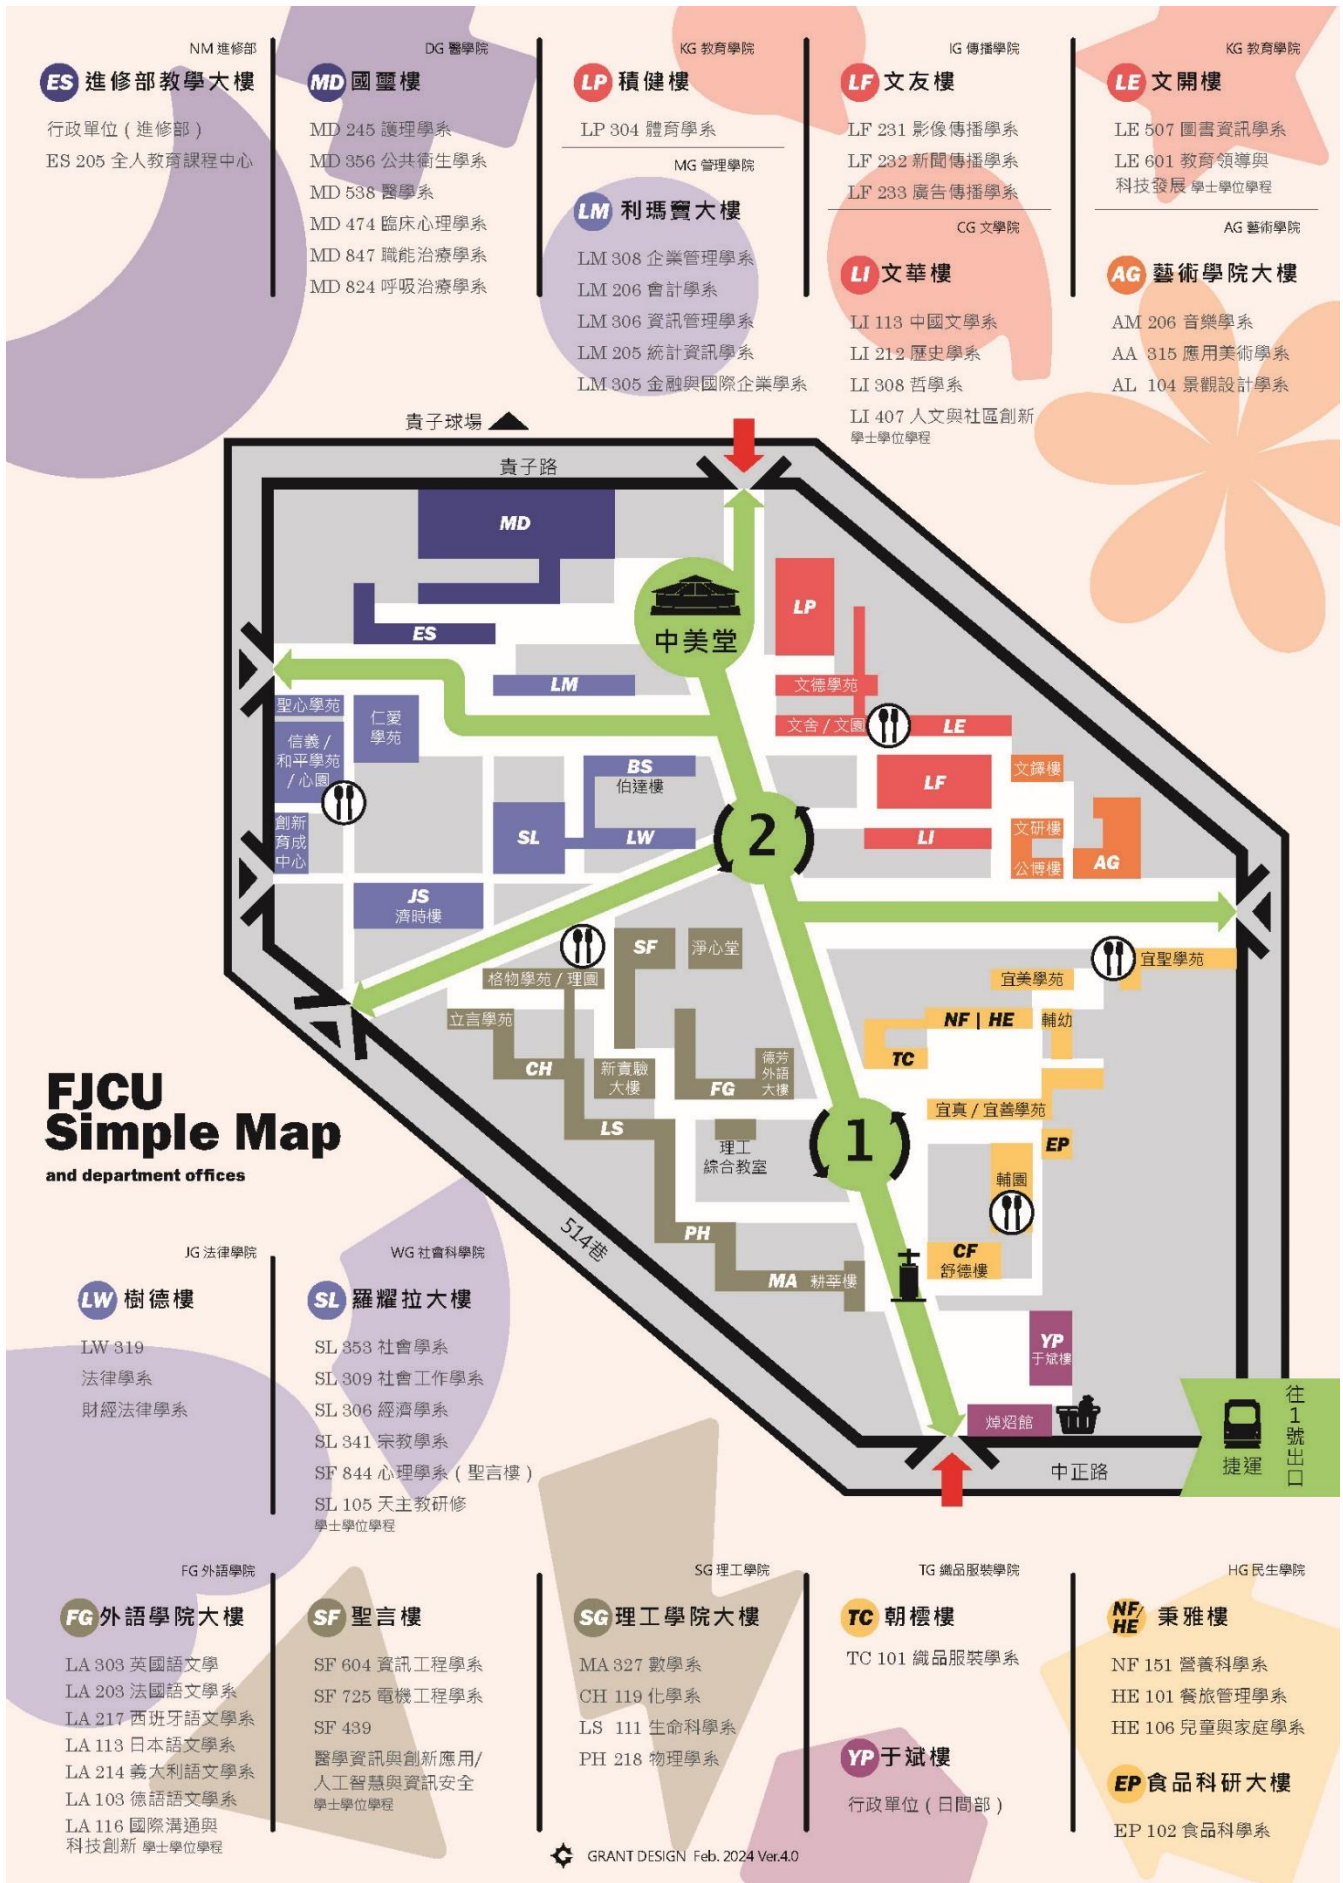 NM 進修部
ES 進修部教學大樓
行政單位 ( 進修部 )
ES 205 全人教育課程中心
DG 醫學院
MD 國璽樓
MD 245 護理學系
MD 356 公共衛生學系
MD 538 醫學系
MD 474 臨床心理學系
MD 847 職能治療學系
MD 824 呼吸治療學系
KG 教育學院
LP 積健樓
LP 304 體育學系
MG 管理學院
LM 利瑪竇大樓
LM 308 企業管理學系
LM 206 會計學系
LM 306 資訊管理學系
LM 205 統計資訊學系
LM 305 金融與國際企業學系
IG 傳播學院
LF 文友樓
LF 231 影像傳播學系
LF 232 新聞傳播學系
LF 233 廣告傳播學系
CG 文學院
LI 文華樓
LI 113 中國文學系
LI 212 歷史學系
LI 308 哲學系
LI 407 人文與社區創新
學士學位學程
KG 教育學院
LE 文開樓
LE 507 圖書資訊學系
LE 601 教育領導與
科技發展 學士學位學程
AG 藝術學院
AG 藝術學院大樓
AM 206 音樂學系
AA 315 應用美術學系
AL 104 景觀設計學系
貴子球場
貴子路
MD
中美堂
LP
ES
LM
文德學苑
聖心學苑
仁愛
學苑
文舍 / 文園
LE
信義 /
和平學苑
/ 心園
BS
伯達樓
文鐸樓
LF
創新
育成
中心
SL
LW
2
LI
文研樓
公博樓
AG
JS
濟時樓
SF
淨心堂
宜聖學苑
格物學苑 / 理園
宜美學苑
立言學苑
NF | HE
輔幼
CH
新實驗
大樓
FG
德芳
外語
大樓
TC
宜真 / 宜善學苑
LS
理工
綜合教室
1
EP
輔園
514巷
PH
CF
舒德樓
MA 耕莘樓
YP
于斌樓
焯炤館
中正路
捷運
往1號出口
FJCU
Simple Map
and department offices
JG 法律學院
LW 樹德樓
LW 319
法律學系
財經法律學系
WG 社會科學院
SL 羅耀拉大樓
SL 353 社會學系
SL 309 社會工作學系
SL 306 經濟學系
SL 341 宗教學系
SF 844 心理學系 ( 聖言樓 )
SL 105 天主教研修
學士學位學程
FG 外語學院
FG 外語學院大樓
LA 303 英國語文學
LA 203 法國語文學系
LA 217 西班牙語文學系
LA 113 日本語文學系
LA 214 義大利語文學系
LA 103 德語語文學系
LA 116 國際溝通與
科技創新 學士學位學程
SF 聖言樓
SF 604 資訊工程學系
SF 725 電機工程學系
SF 439
醫學資訊與創新應用/
人工智慧與資訊安全
學士學位學程
SG 理工學院
SG 理工學院大樓
MA 327 數學系
CH 119 化學系
LS 111 生命科學系
PH 218 物理學系
TG 織品服裝學院
TC 朝橒樓
TC 101 織品服裝學系
YP 于斌樓
行政單位 ( 日間部 )
HG 民生學院
NF/
HE 秉雅樓
NF 151 營養科學系
HE 101 餐旅管理學系
HE 106 兒童與家庭學系
EP 食品科研大樓
EP 102 食品科學系
GRANT DESIGN Feb. 2024 Ver.4.0